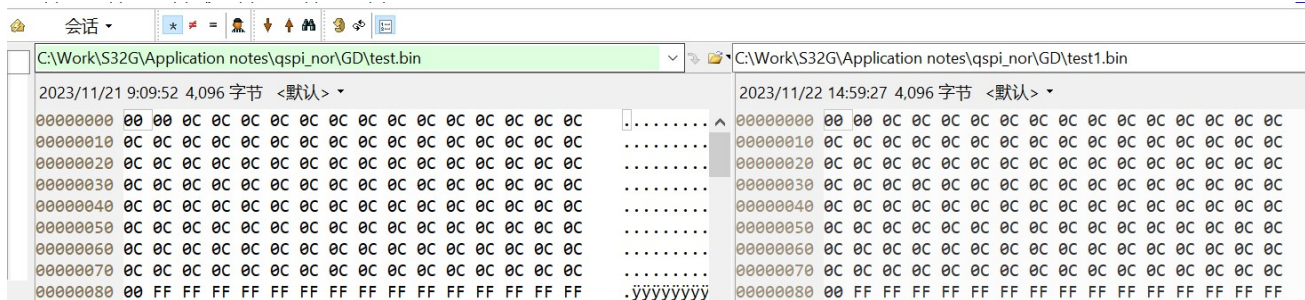 会话
* ≠ =
C:\Work\S32G\Application notes\qspi_nor\GD\test.bin C:\Work\S32G\Application notes\qspi_nor\GD\test1.bin
2023/11/21 9:09:52 4,096 字节 <默认> 2023/11/22 14:59:27 4,096 字节 <默认>
00000000 00 00 0C 0C 0C 0C 0C 0C 0C 0C 0C 0C 0C 0C 0C 0C ......... 00000000 00 00 0C 0C 0C 0C 0C 0C 0C 0C 0C 0C 0C 0C 0C 0C
00000010 0C 0C 0C 0C 0C 0C 0C 0C 0C 0C 0C 0C 0C 0C 0C 0C ......... 00000010 0C 0C 0C 0C 0C 0C 0C 0C 0C 0C 0C 0C 0C 0C 0C 0C
00000020 0C 0C 0C 0C 0C 0C 0C 0C 0C 0C 0C 0C 0C 0C 0C 0C ......... 00000020 0C 0C 0C 0C 0C 0C 0C 0C 0C 0C 0C 0C 0C 0C 0C 0C
00000030 0C 0C 0C 0C 0C 0C 0C 0C 0C 0C 0C 0C 0C 0C 0C 0C ......... 00000030 0C 0C 0C 0C 0C 0C 0C 0C 0C 0C 0C 0C 0C 0C 0C 0C
00000040 0C 0C 0C 0C 0C 0C 0C 0C 0C 0C 0C 0C 0C 0C 0C 0C ......... 00000040 0C 0C 0C 0C 0C 0C 0C 0C 0C 0C 0C 0C 0C 0C 0C 0C
00000050 0C 0C 0C 0C 0C 0C 0C 0C 0C 0C 0C 0C 0C 0C 0C 0C ......... 00000050 0C 0C 0C 0C 0C 0C 0C 0C 0C 0C 0C 0C 0C 0C 0C 0C
00000060 0C 0C 0C 0C 0C 0C 0C 0C 0C 0C 0C 0C 0C 0C 0C 0C ......... 00000060 0C 0C 0C 0C 0C 0C 0C 0C 0C 0C 0C 0C 0C 0C 0C 0C
00000070 0C 0C 0C 0C 0C 0C 0C 0C 0C 0C 0C 0C 0C 0C 0C 0C ......... 00000070 0C 0C 0C 0C 0C 0C 0C 0C 0C 0C 0C 0C 0C 0C 0C 0C
00000080 00 FF FF FF FF FF FF FF FF FF FF FF FF FF FF FF .ÿÿÿÿÿÿÿÿ 00000080 00 FF FF FF FF FF FF FF FF FF FF FF FF FF FF FF